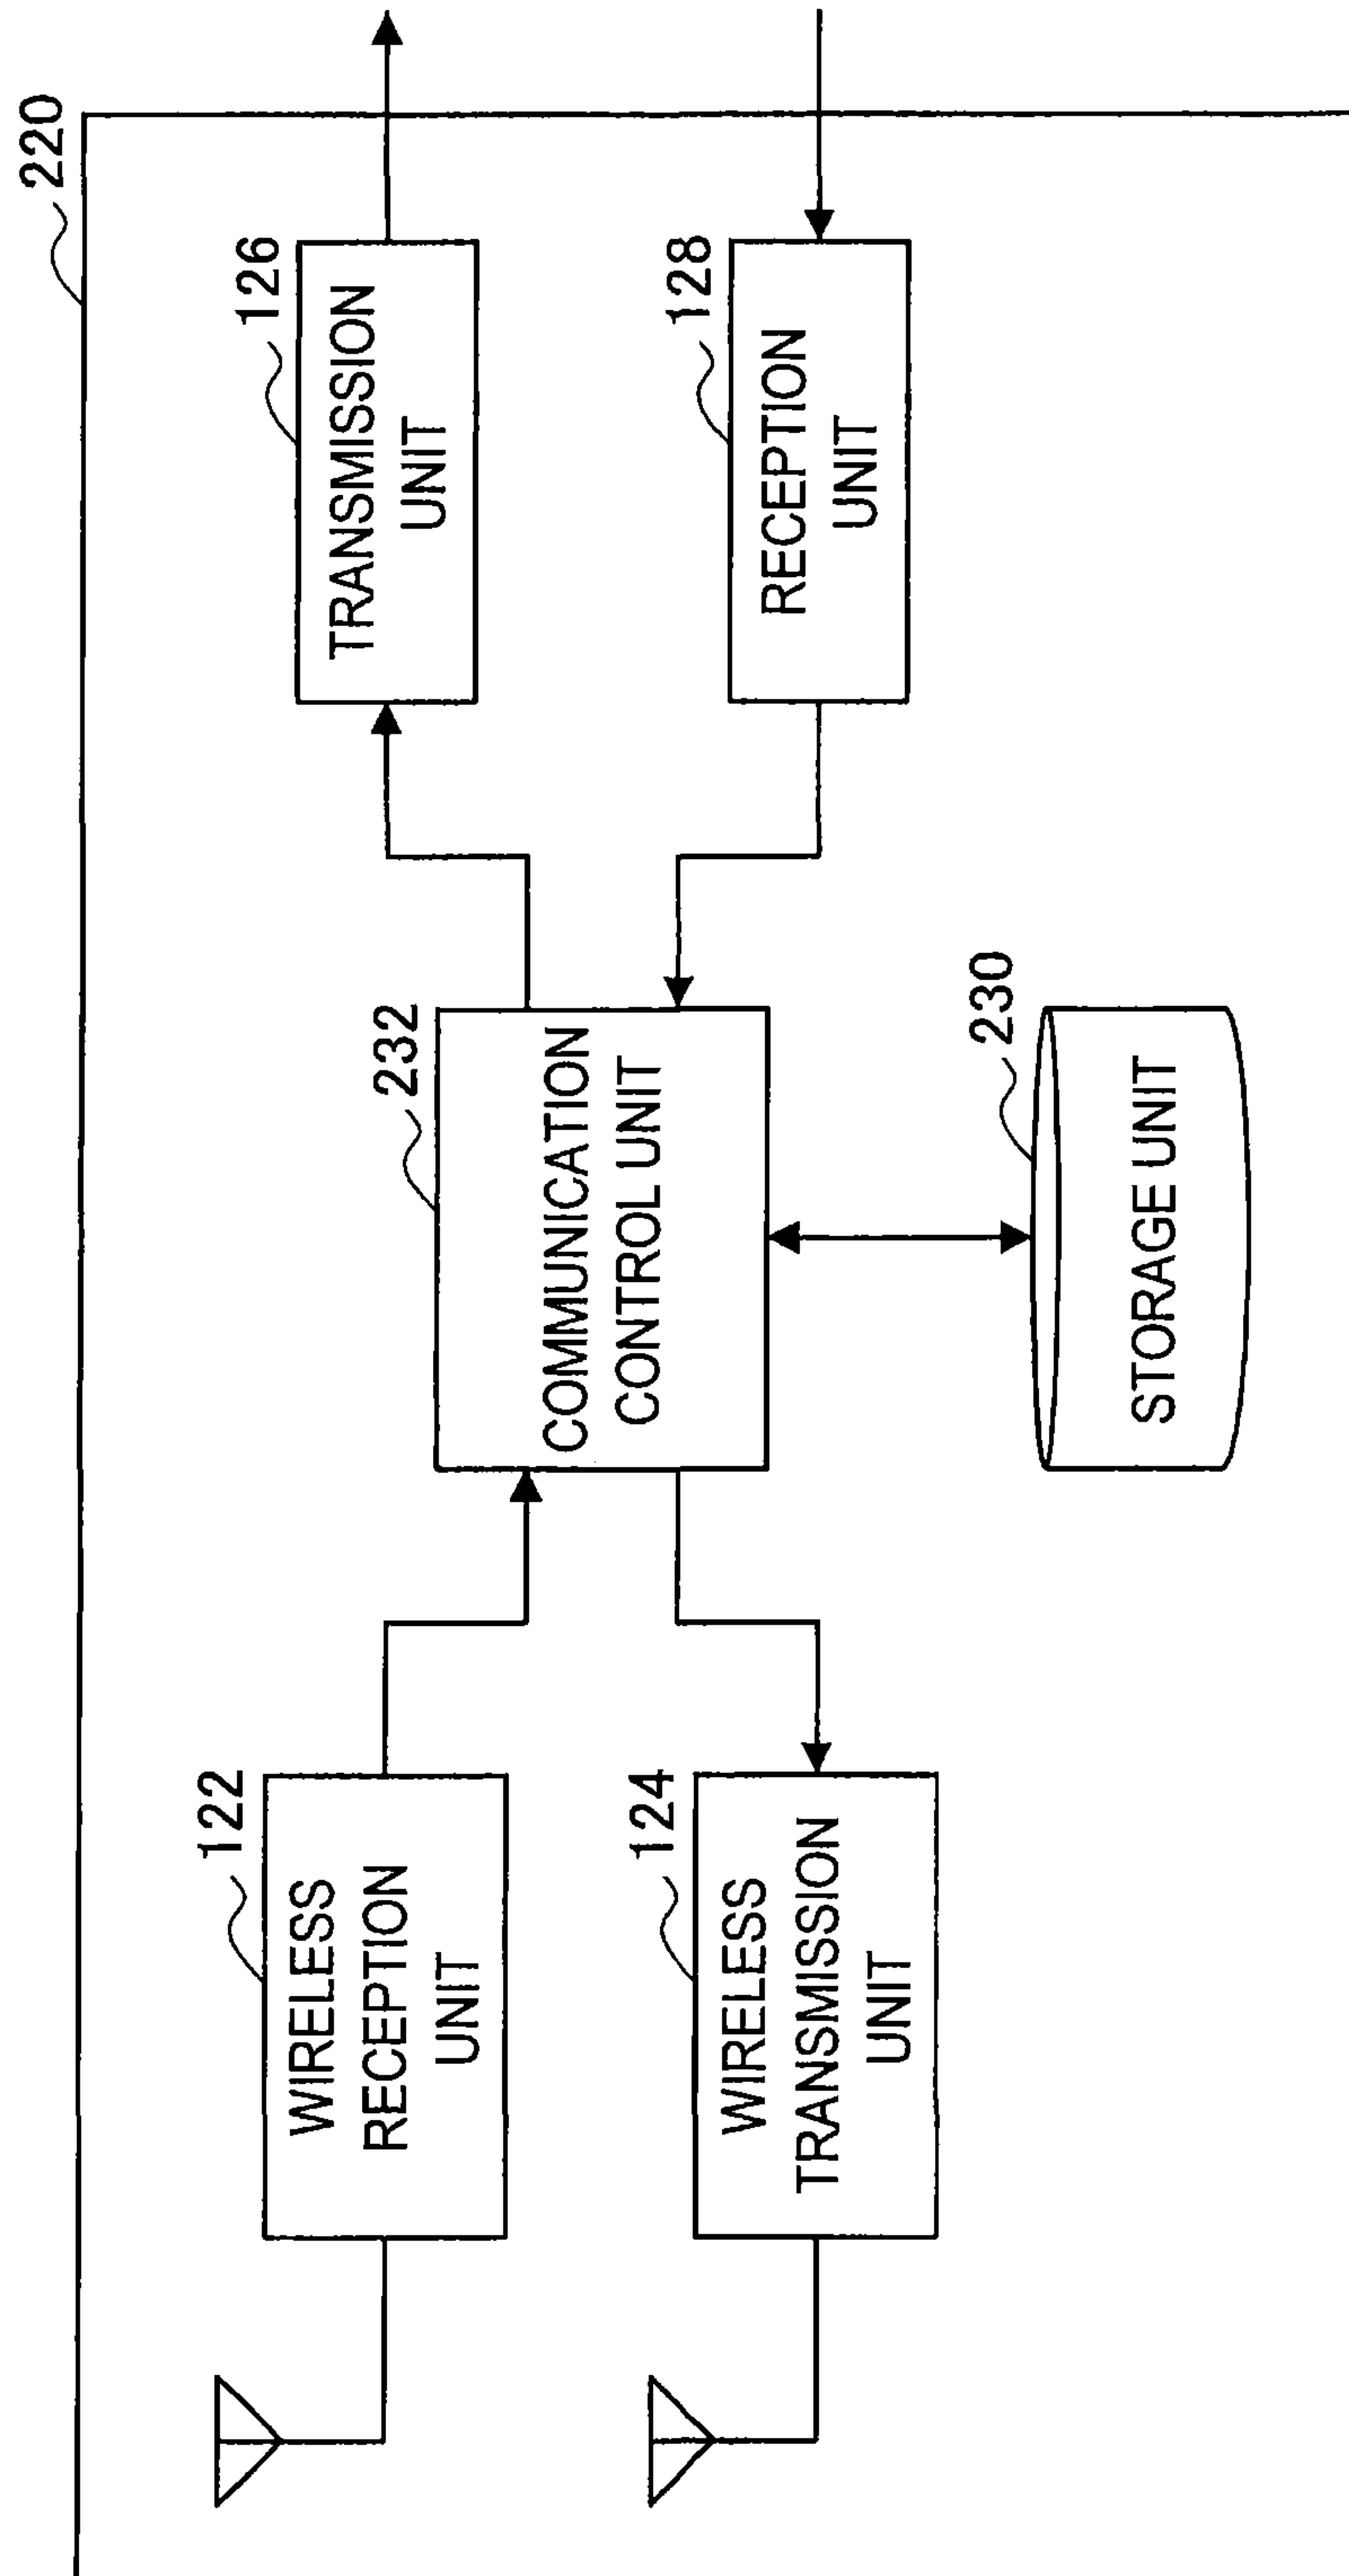 220
122
WIRELESS
RECEPTION
UNIT
124
WIRELESS
TRANSMISSION
UNIT
232
COMMUNICATION
CONTROL UNIT
230
STORAGE UNIT
126
TRANSMISSION
UNIT
128
RECEPTION
UNIT